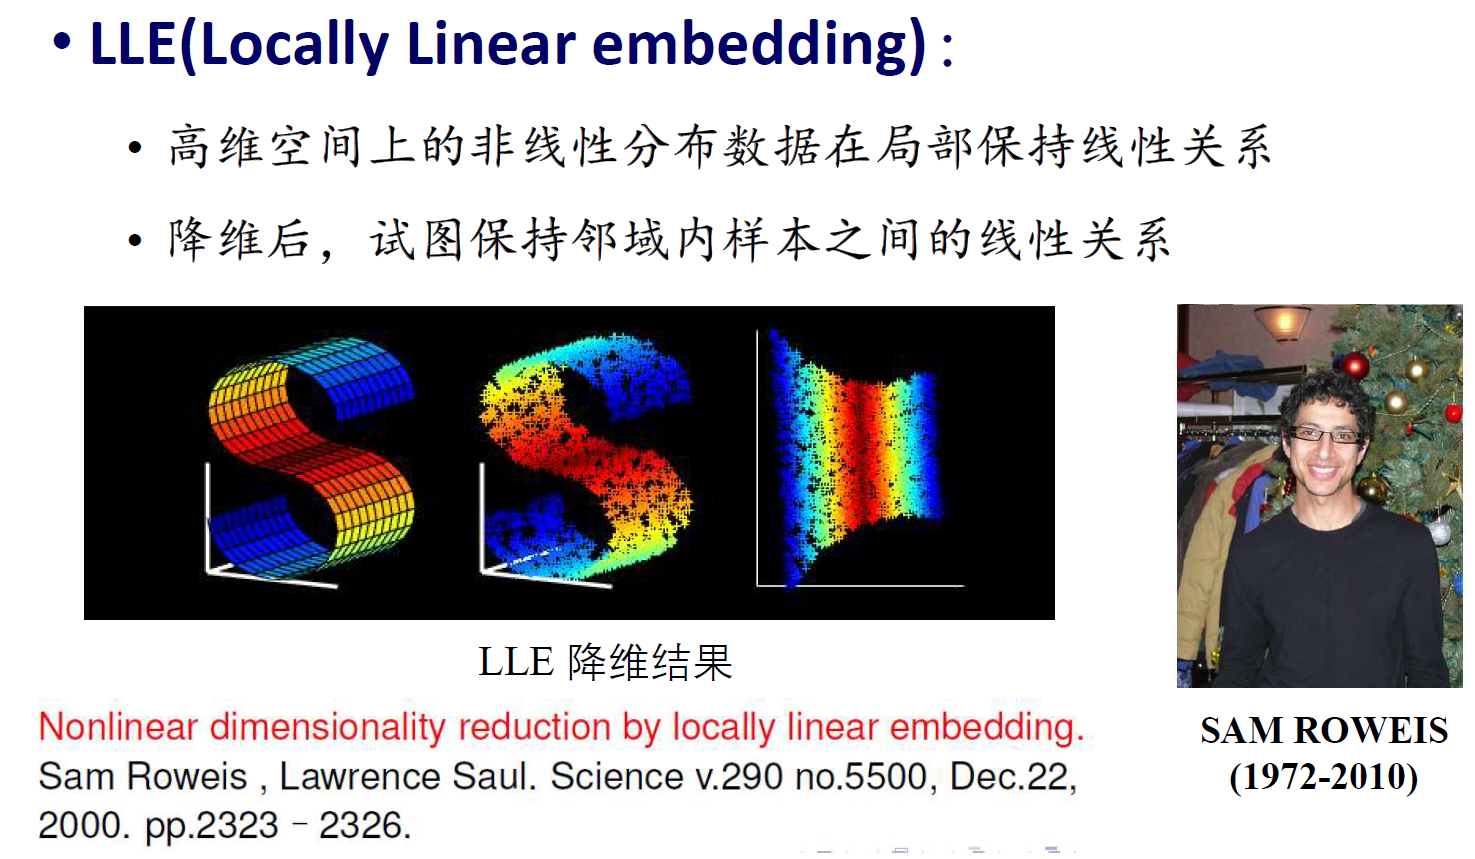 • LLE(Locally Linear embedding)：
• 高维空间上的非线性分布数据在局部保持线性关系
• 降维后，试图保持邻域内样本之间的线性关系
LLE 降维结果
Nonlinear dimensionality reduction by locally linear embedding.
Sam Roweis , Lawrence Saul. Science v.290 no.5500, Dec.22,
2000. pp.2323 – 2326.
SAM ROWEIS
(1972-2010)